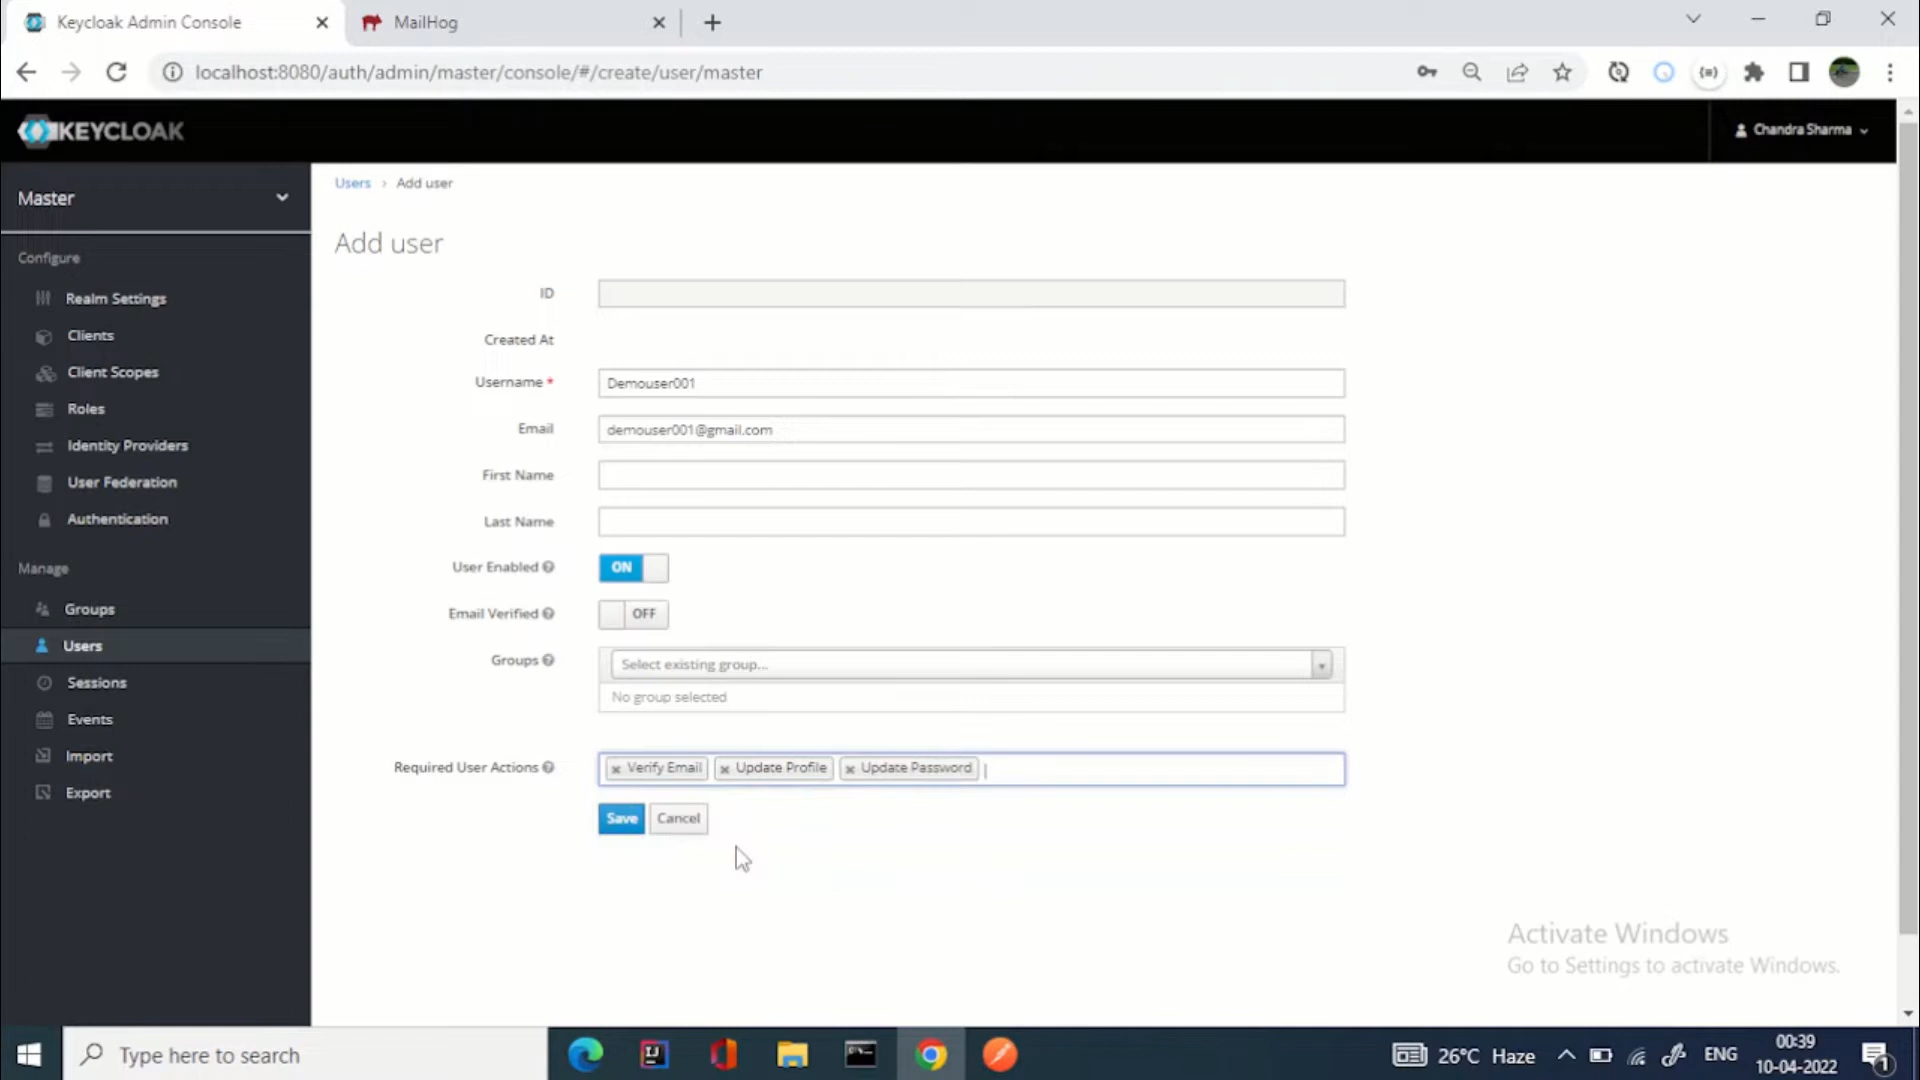 Keycloak Admin Console
MailHog
localhost:8080/auth/admin/master/console/#/create/user/master
KEYCLOAK
Chandra Sharma
Master
Users > Add user
Add user
Configure
Realm Settings
Clients
Client Scopes
Roles
Identity Providers
User Federation
Authentication
Manage
Groups
Users
Sessions
Events
Import
Export
ID
Created At
Username *
Demouser001
Email
demouser001@gmail.com
First Name
Last Name
User Enabled
ON
Email Verified
OFF
Groups
Select existing group...
No group selected
Required User Actions
Verify Email
Update Profile
Update Password
Save
Cancel
Activate Windows
Go to Settings to activate Windows.
Type here to search
26°C Haze
ENG
00:39
10-04-2022
1